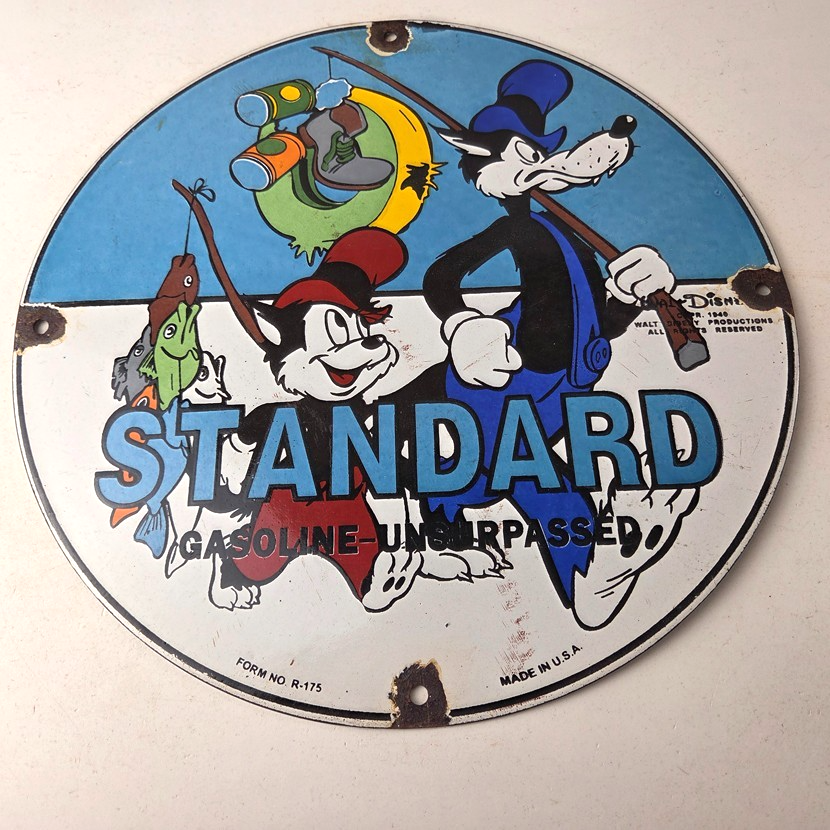 WALT DISNEY
COPR. 1940
WALT DISNEY PRODUCTIONS
ALL RIGHTS RESERVED
STANDARD
GASOLINE-UNSURPASSED
FORM NO R-175
MADE IN U.S.A.